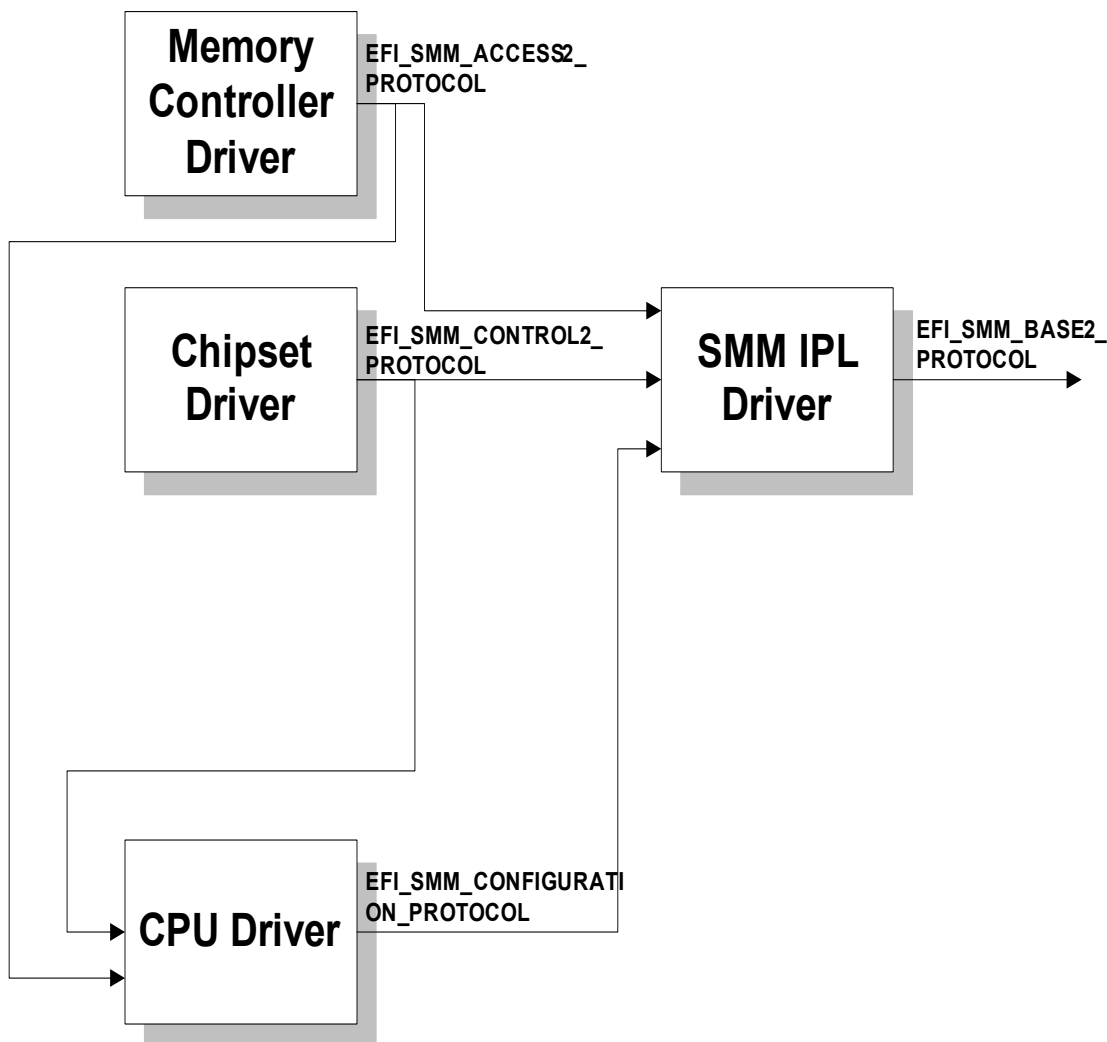 Memory
Controller
Driver
EFI_SMM_ACCESS2_
PROTOCOL
Chipset
Driver
EFI_SMM_CONTROL2_
PROTOCOL
SMM IPL
Driver
EFI_SMM_BASE2_
PROTOCOL
CPU Driver
EFI_SMM_CONFIGURATI
ON_PROTOCOL